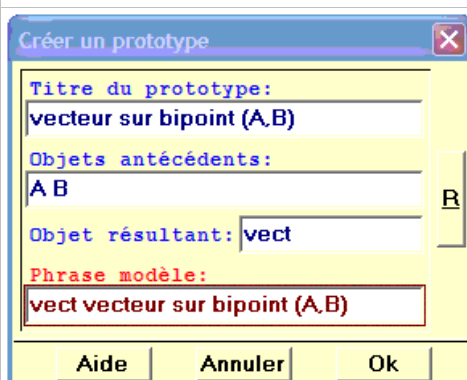 Créer un prototype
Titre du prototype:
vecteur sur bipoint (A,B)
Objets antécédents:
A B
R
Objet résultant: vect
Phrase modèle:
vect vecteur sur bipoint (A,B)
Aide Annuler Ok